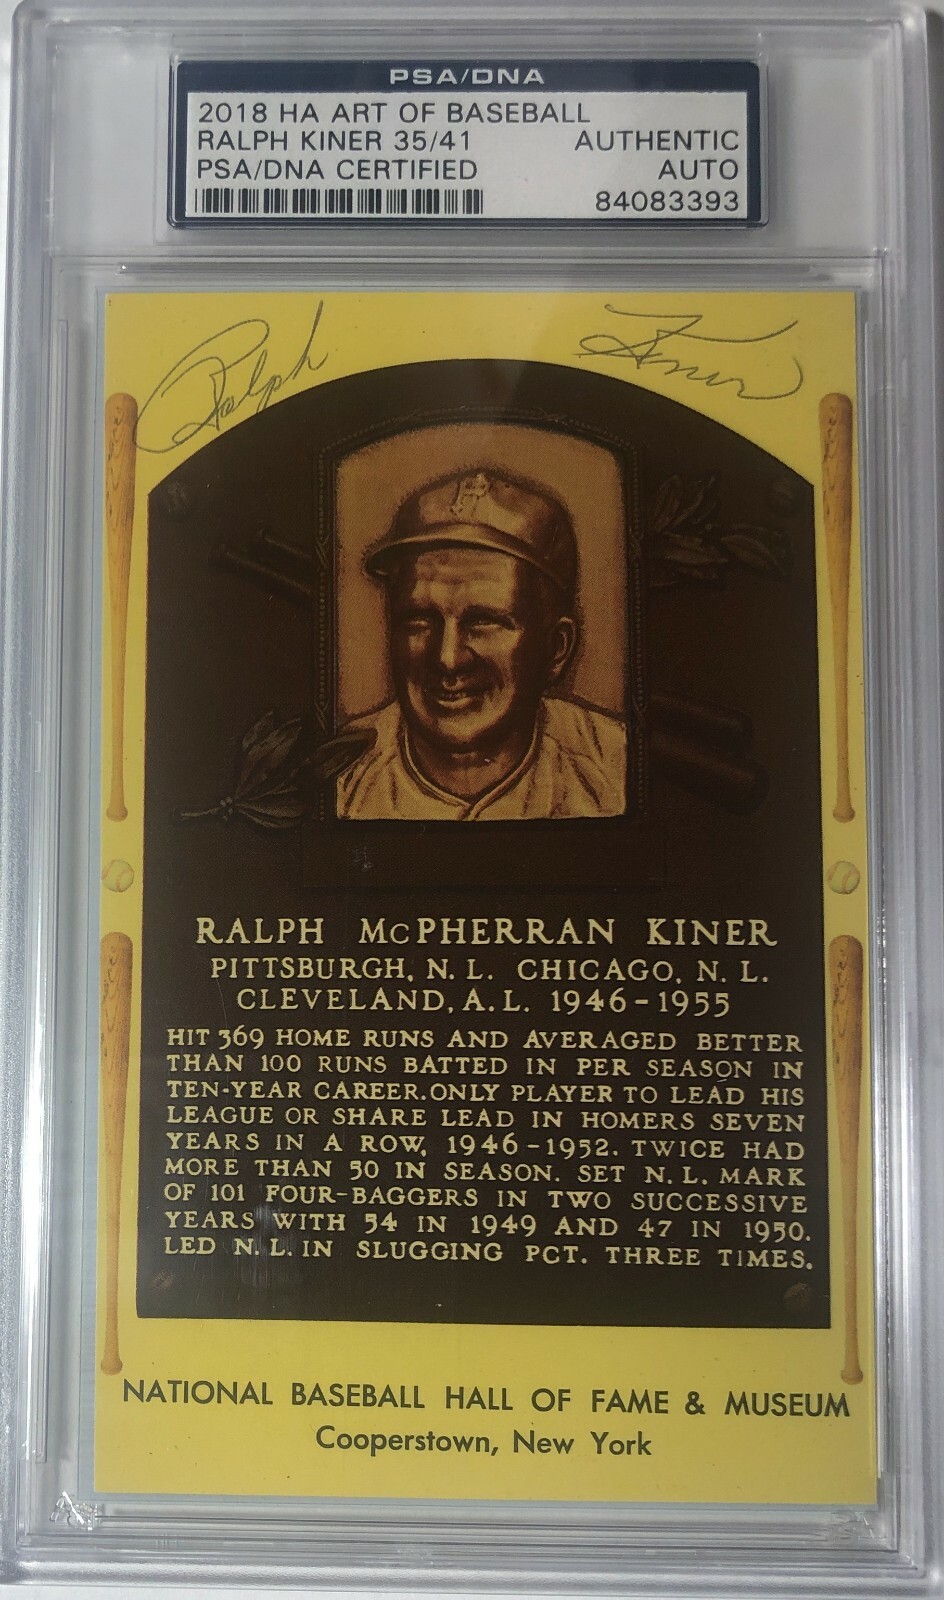 PSA/DNA
2018 HA ART OF BASEBALL
RALPH KINER 35/41 AUTHENTIC
PSA/DNA CERTIFIED AUTO
84083393
Ralph Kiner
RALPH McPHERRAN KINER
PITTSBURGH, N. L. CHICAGO, N. L.
CLEVELAND, A. L. 1946-1955
HIT 369 HOME RUNS AND AVERAGED BETTER
THAN 100 RUNS BATTED IN PER SEASON IN
TEN-YEAR CAREER. ONLY PLAYER TO LEAD HIS
LEAGUE OR SHARE LEAD IN HOMERS SEVEN
YEARS IN A ROW, 1946-1952. TWICE HAD
MORE THAN 50 IN SEASON. SET N. L. MARK
OF 101 FOUR-BAGGERS IN TWO SUCCESSIVE
YEARS WITH 54 IN 1949 AND 47 IN 1950.
LED N. L. IN SLUGGING PCT. THREE TIMES.
NATIONAL BASEBALL HALL OF FAME & MUSEUM
Cooperstown, New York